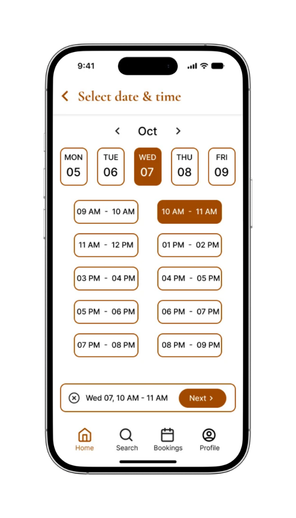 9:41
Select date & time
Oct
MON TUE WED THU FRI
05 06 07 08 09
09 AM - 10 AM 10 AM - 11 AM
11 AM - 12 PM 01 PM - 02 PM
03 PM - 04 PM 04 PM - 05 PM
05 PM - 06 PM 06 PM - 07 PM
07 PM - 08 PM 08 PM - 09 PM
Wed 07, 10 AM - 11 AM Next
Home Search Bookings Profile